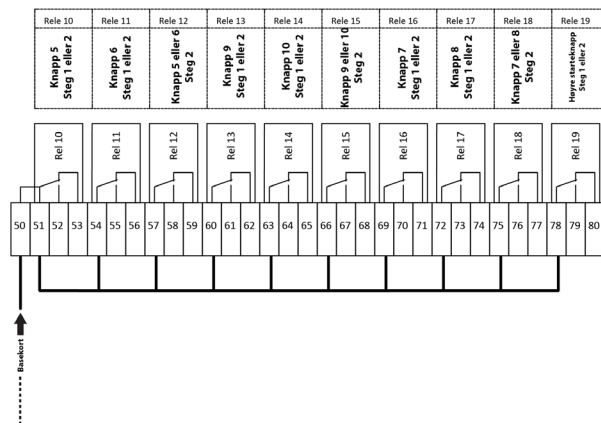 Rele 10
Rele 11
Rele 12
Rele 13
Rele 14
Rele 15
Rele 16
Rele 17
Rele 18
Rele 19
Knapp 5
Steg 1 eller 2
Knapp 6
Steg 1 eller 2
Knapp 5 eller 6
Steg 2
Knapp 9
Steg 1 eller 2
Knapp 10
Steg 1 eller 2
Knapp 9 eller 10
Steg 2
Knapp 7
Steg 1 eller 2
Knapp 8
Steg 1 eller 2
Knapp 7 eller 8
Steg 2
Høyre starteknapp
Steg 1 eller 2
Rel 10
Rel 11
Rel 12
Rel 13
Rel 14
Rel 15
Rel 16
Rel 17
Rel 18
Rel 19
50 51 52 53 54 55 56 57 58 59 60 61 62 63 64 65 66 67 68 69 70 71 72 73 74 75 76 77 78 79 80
Basekort